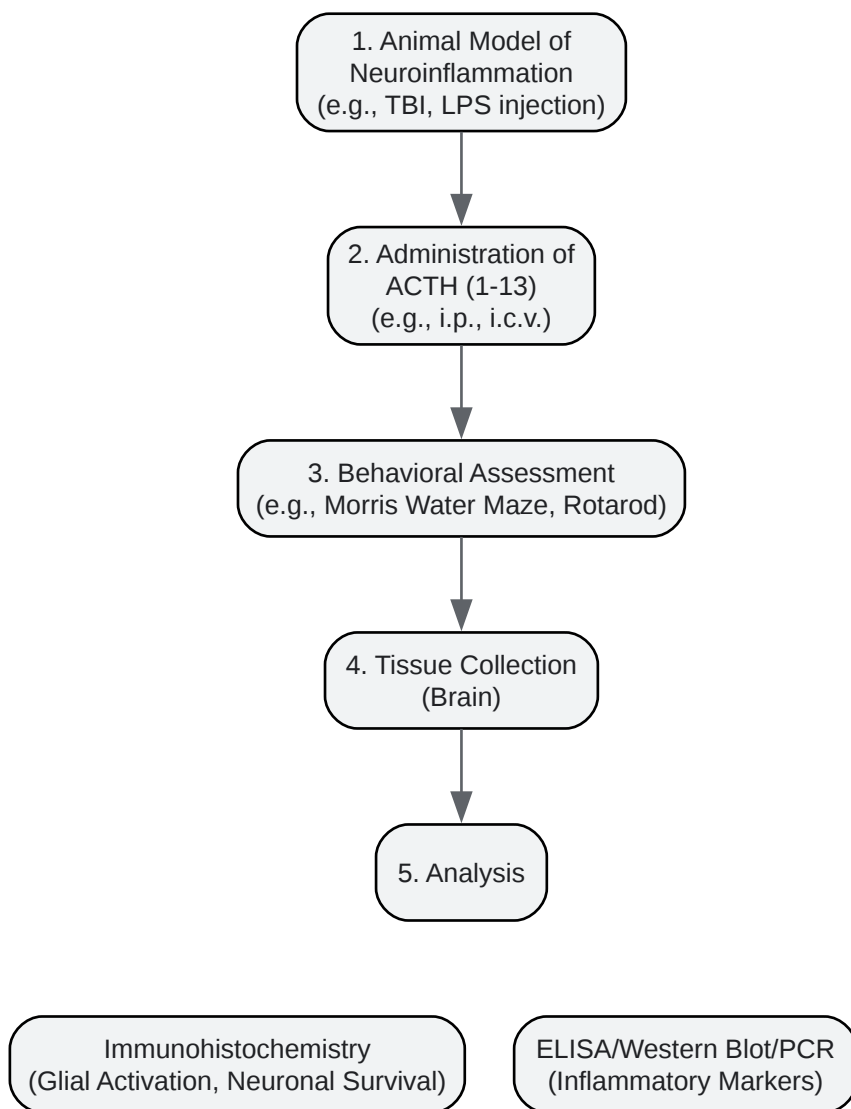 1. Animal Model of
Neuroinflammation
(e.g., TBI, LPS injection)
2. Administration of
ACTH (1-13)
(e.g., i.p., i.c.v.)
3. Behavioral Assessment
(e.g., Morris Water Maze, Rotarod)
4. Tissue Collection
(Brain)
5. Analysis
Immunohistochemistry
(Glial Activation, Neuronal Survival)
ELISA/Western Blot/PCR
(Inflammatory Markers)